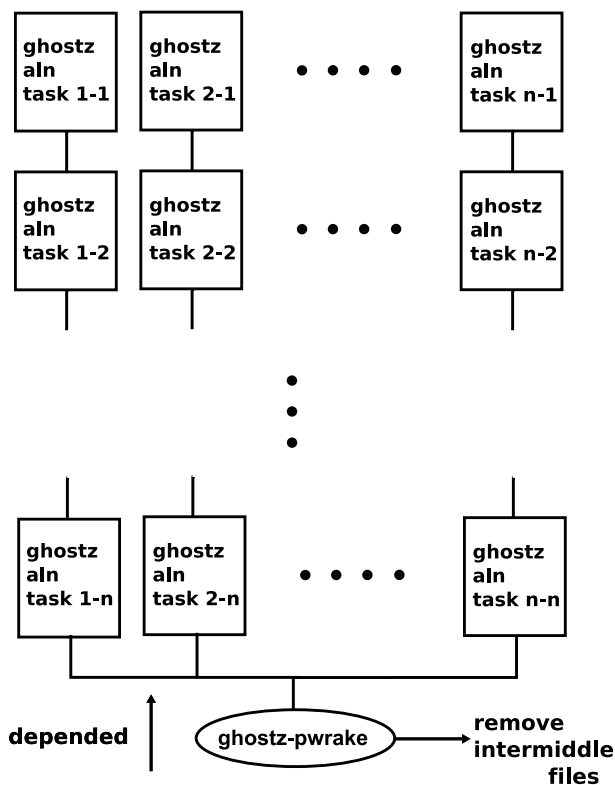 ghostz
aln
task 1-1
ghostz
aln
task 2-1
ghostz
aln
task n-1
ghostz
aln
task 1-2
ghostz
aln
task 2-2
ghostz
aln
task n-2
ghostz
aln
task 1-n
ghostz
aln
task 2-n
ghostz
aln
task n-n
depended
ghostz-pwrake
remove
intermiddle
files